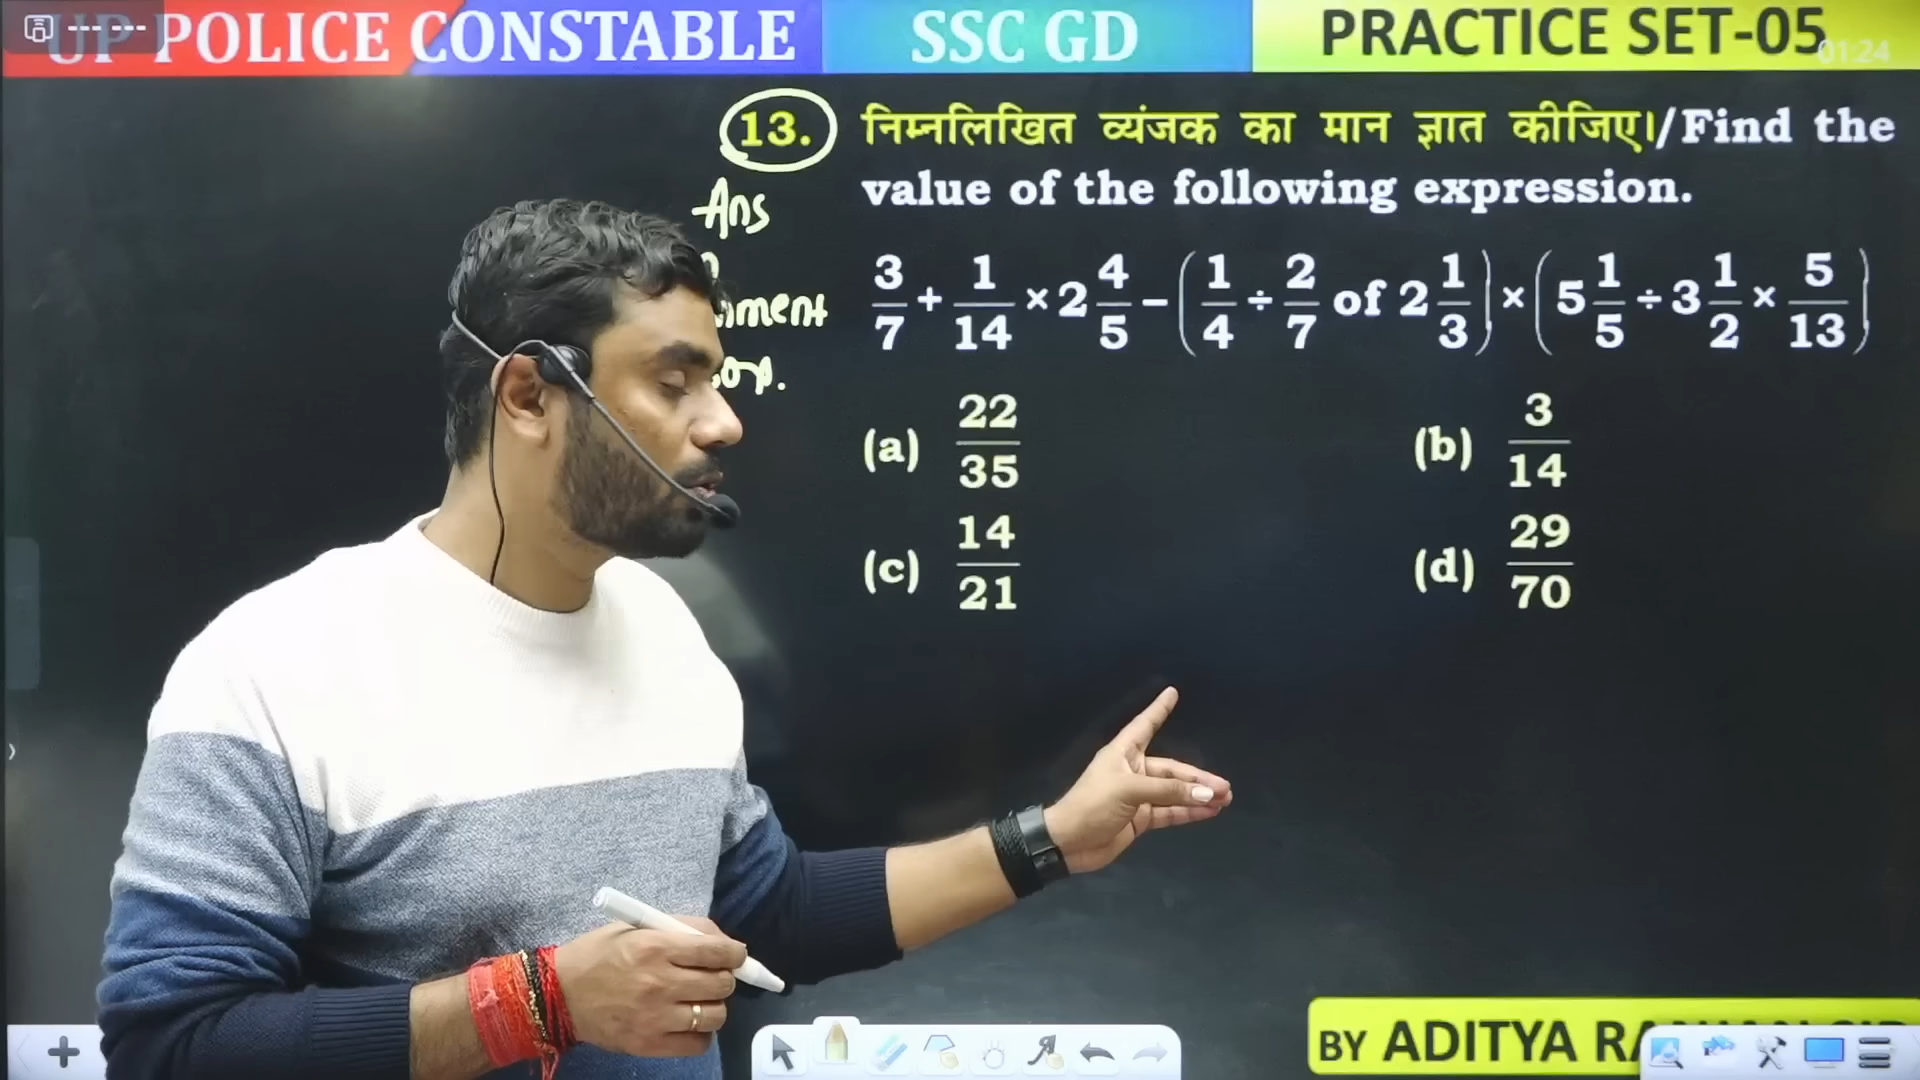 UP POLICE CONSTABLE SSC GD PRACTICE SET-05
01:24
13. निम्नलिखित व्यंजक का मान ज्ञात कीजिए।/Find the
value of the following expression.
Ans
3/7 + 1/14 × 2 4/5 − (1/4 ÷ 2/7 of 2 1/3) × (5 1/5 ÷ 3 1/2 × 5/13)
(a) 22/35 (b) 3/14
(c) 14/21 (d) 29/70
BY ADITYA